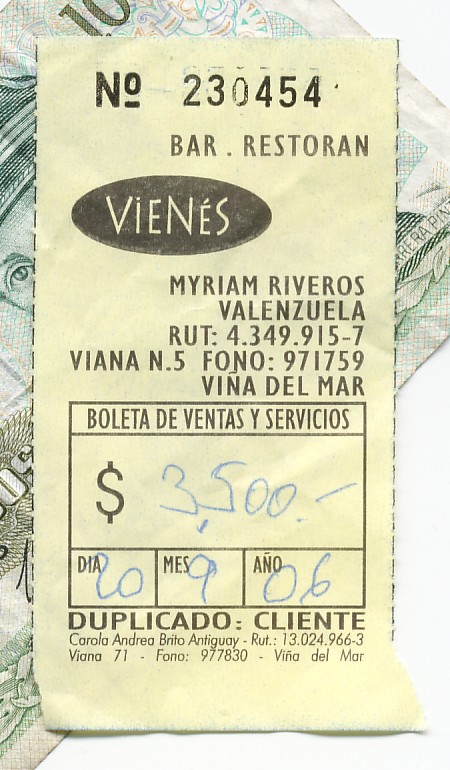 Nº 230454
BAR . RESTORAN
VIENÉS
MYRIAM RIVEROS
VALENZUELA
RUT: 4.349.915-7
VIANA N.5 FONO: 971759
VIÑA DEL MAR
BOLETA DE VENTAS Y SERVICIOS
$ 3,500.-
DIA 20 MES 9 AÑO 06
DUPLICADO: CLIENTE
Carola Andrea Brito Antiguay - Rut.: 13.024.966-3
Viana 71 - Fono: 977830 - Viña del Mar